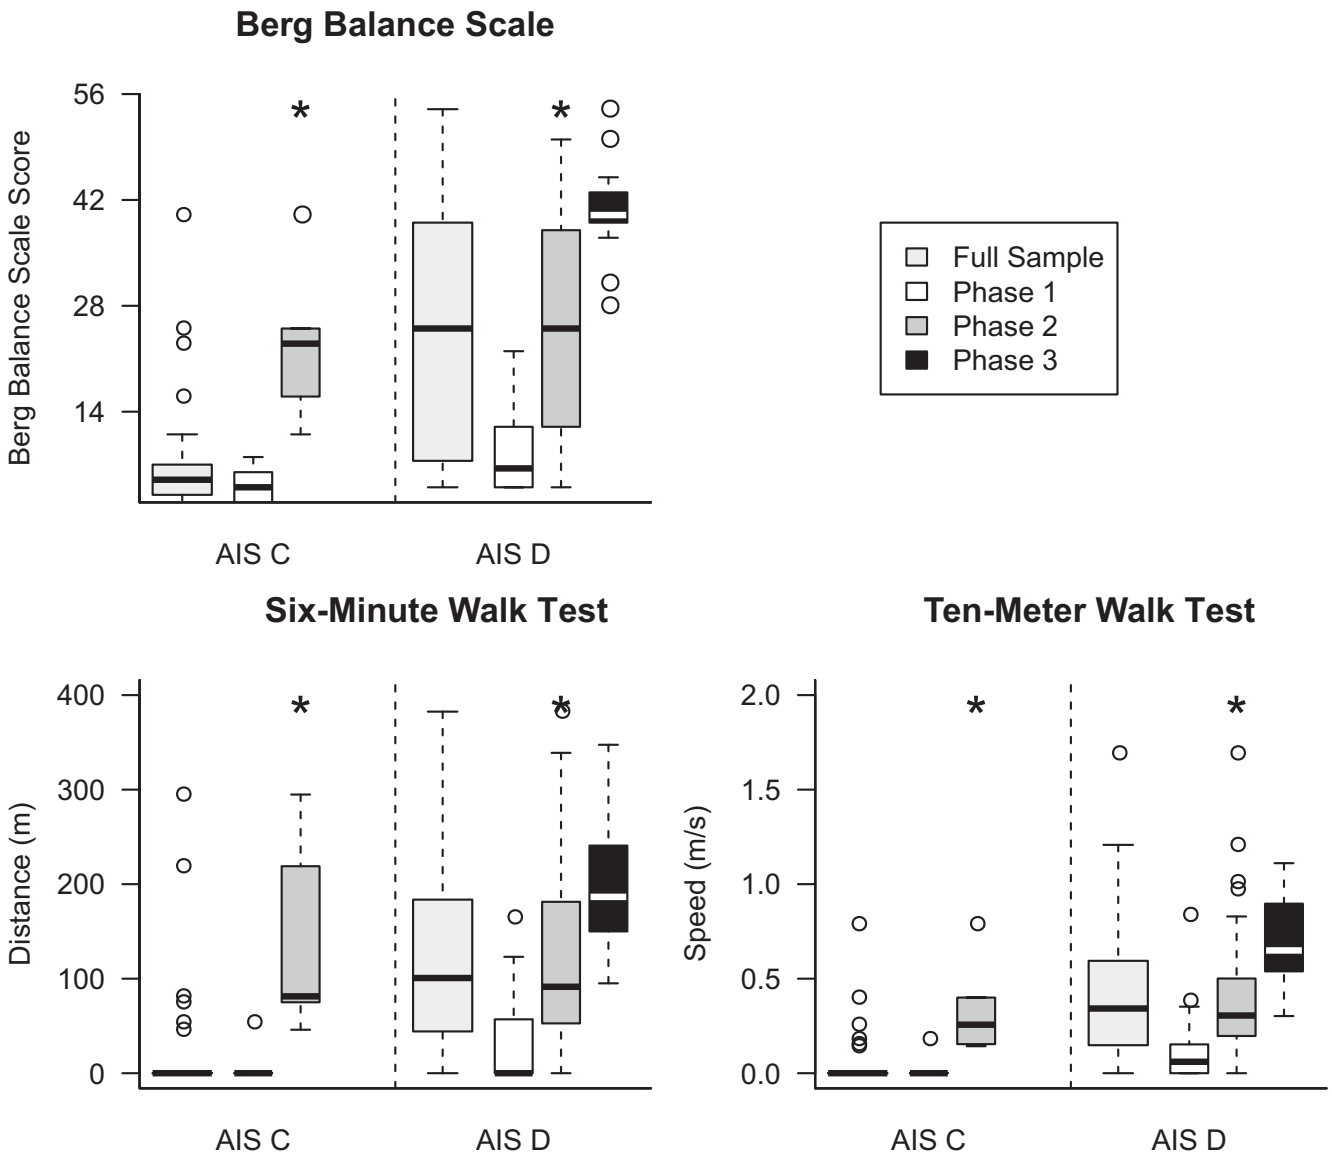 Berg Balance Scale
Berg Balance Scale Score
56
42
28
14
*
*
AIS C
AIS D
Full Sample
Phase 1
Phase 2
Phase 3
Six-Minute Walk Test
Distance (m)
400
300
200
100
0
*
*
AIS C
AIS D
Ten-Meter Walk Test
Speed (m/s)
2.0
1.5
1.0
0.5
0.0
*
*
AIS C
AIS D